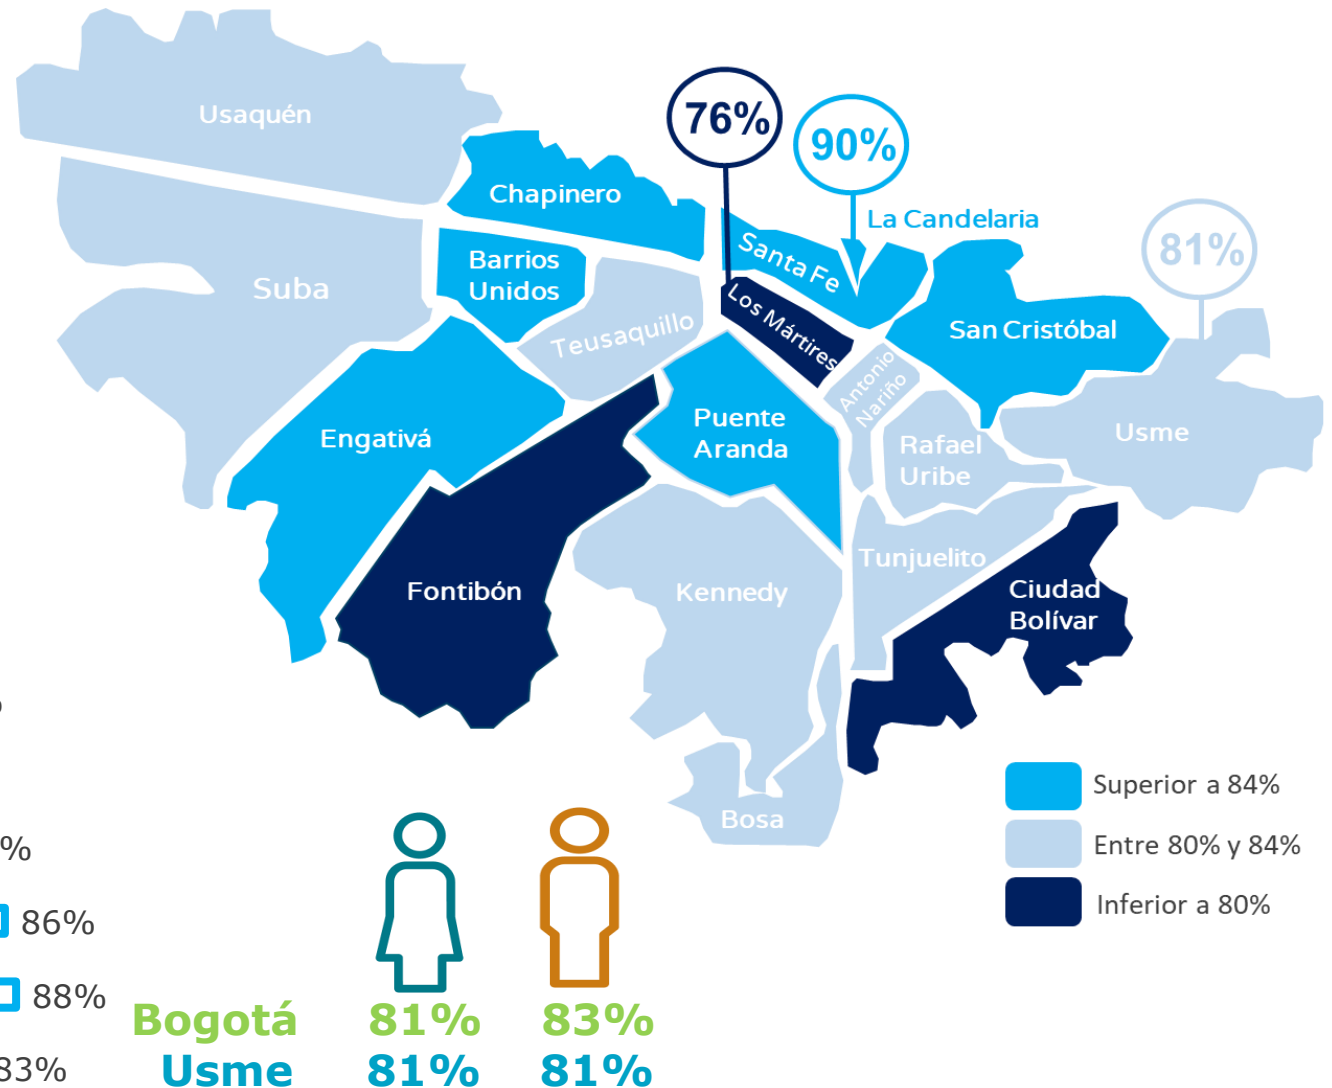 76%
90%
81%
Usaquén
Chapinero
La Candelaria
Santa Fe
Barrios
Unidos
Suba
Los Mártires
Teusaquillo
San Cristóbal
Antonio
Nariño
Puente
Aranda
Engativá
Rafael
Uribe
Usme
Tunjuelito
Fontibón
Kennedy
Ciudad
Bolívar
Bosa
Superior a 84%
Entre 80% y 84%
Inferior a 80%
%
86%
88%
83%
Bogotá 81% 83%
Usme 81% 81%